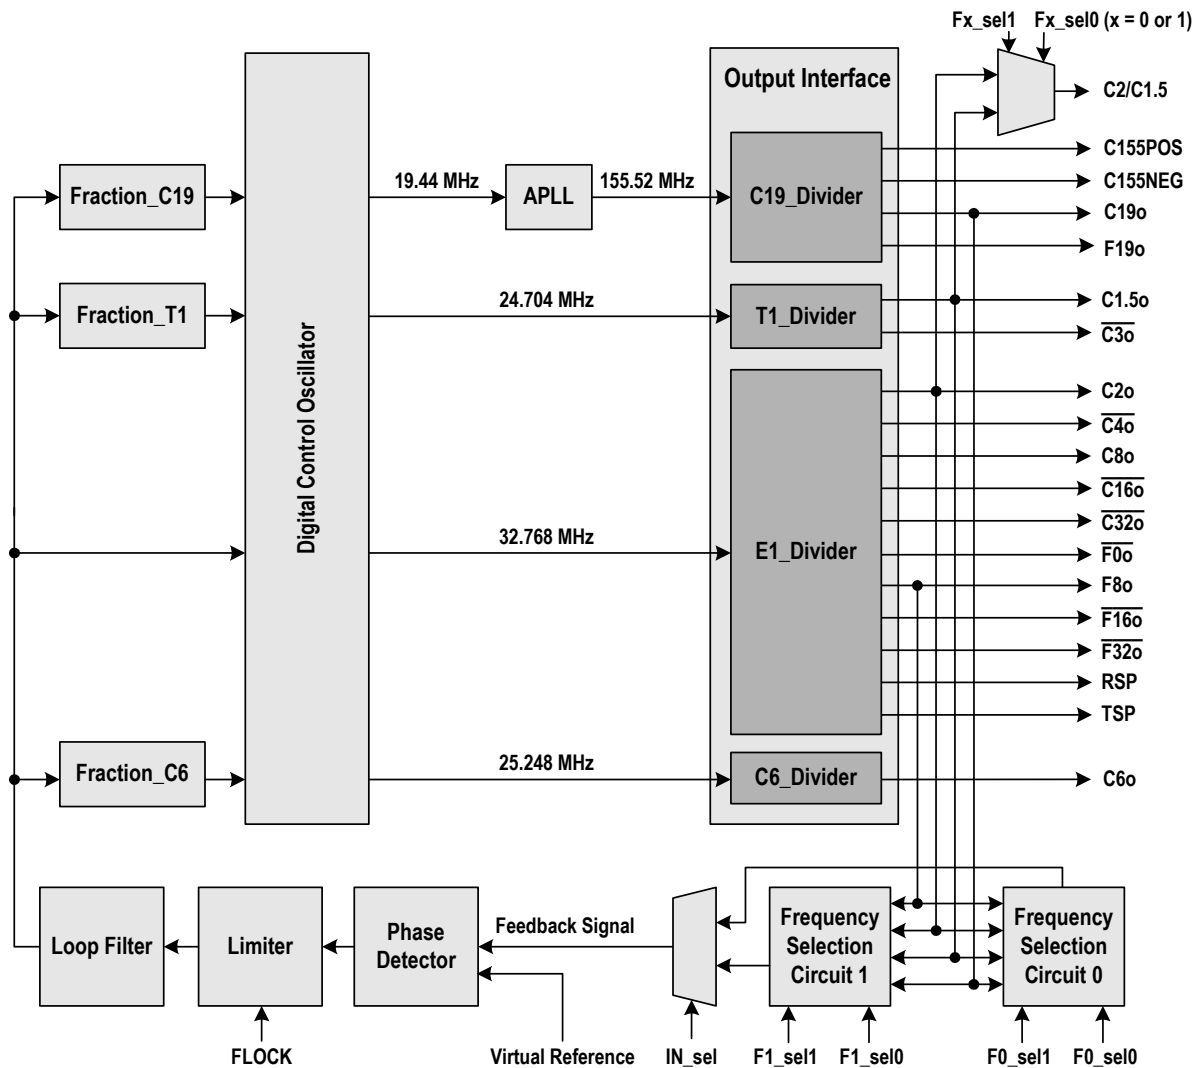 Fx_sel1
Fx_sel0 (x = 0 or 1)
Output Interface
C2/C1.5
C155POS
C155NEG
C19o
F19o
Fraction_C19
19.44 MHz
APLL
155.52 MHz
C19_Divider
Fraction_T1
24.704 MHz
T1_Divider
C1.5o
C3o
Digital Control Oscillator
C2o
C4o
C8o
C16o
C32o
32.768 MHz
E1_Divider
F0o
F8o
F16o
F32o
RSP
TSP
Fraction_C6
25.248 MHz
C6_Divider
C6o
Loop Filter
Limiter
Phase
Detector
Feedback Signal
Frequency
Selection
Circuit 1
Frequency
Selection
Circuit 0
FLOCK
Virtual Reference
IN_sel
F1_sel1
F1_sel0
F0_sel1
F0_sel0